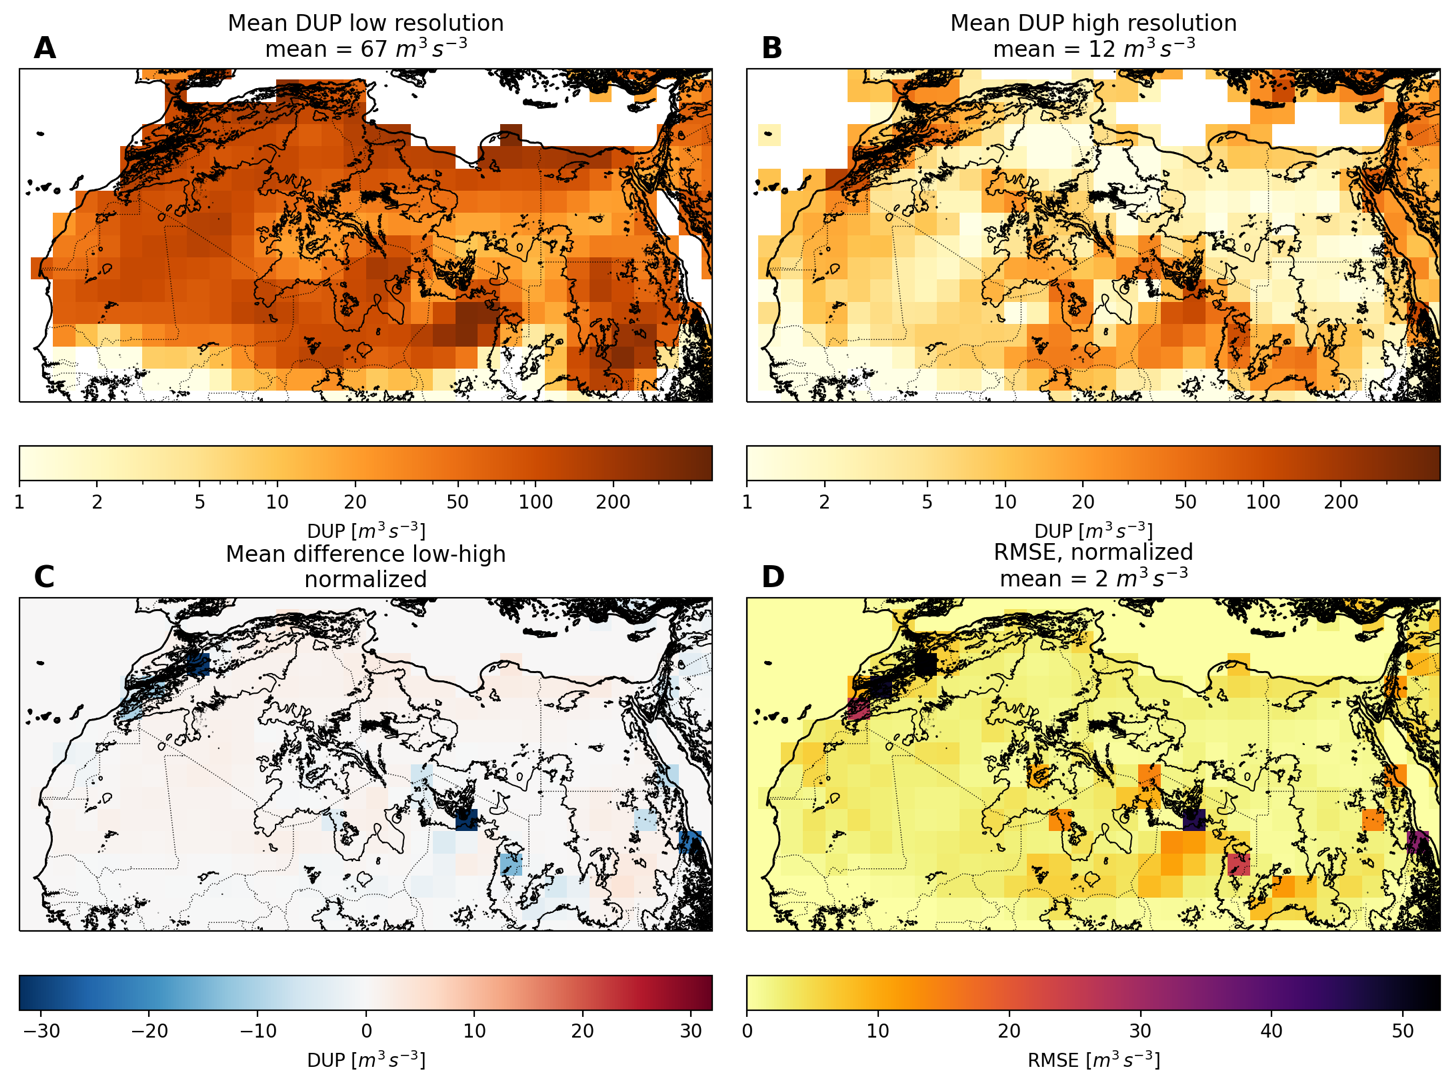 Mean DUP low resolution
A mean = 67 m³ s⁻³
Mean DUP high resolution
B mean = 12 m³ s⁻³
1 2 5 10 20 50 100 200
DUP [m³ s⁻³]
1 2 5 10 20 50 100 200
DUP [m³ s⁻³]
Mean difference low-high
C normalized
RMSE, normalized
D mean = 2 m³ s⁻³
−30 −20 −10 0 10 20 30
DUP [m³ s⁻³]
0 10 20 30 40 50
RMSE [m³ s⁻³]